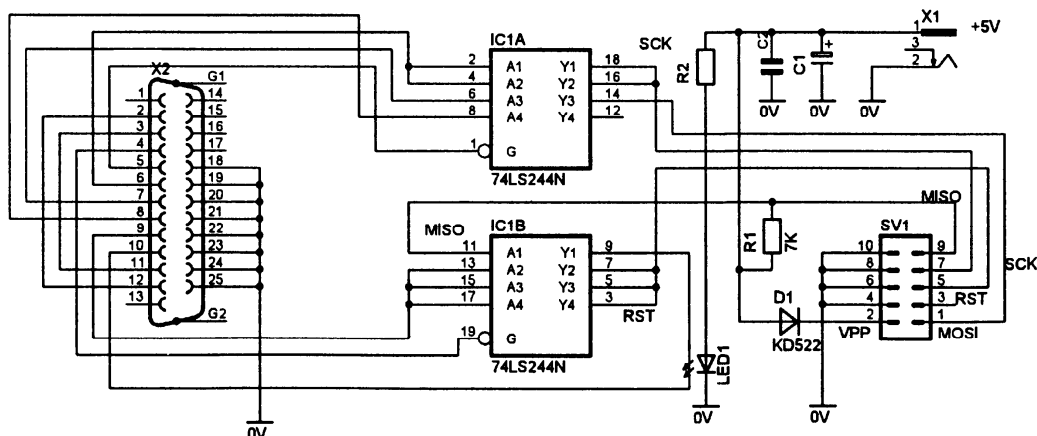 X2
G1
1
2
3
4
5
6
7
8
9
10
11
12
13
14
15
16
17
18
19
20
21
22
23
24
25
G2
0V
IC1A
2 A1 Y1 18
4 A2 Y2 16
6 A3 Y3 14
8 A4 Y4 12
1 G
74LS244N
SCK
MISO
IC1B
11 A1 Y1 9
13 A2 Y2 7
15 A3 Y3 5
17 A4 Y4 3
RST
19 G
74LS244N
R2
LED1
0V
C2
0V
C1
+
0V
X1
1
+5V
3
2
0V
R1
7K
D1
KD522
VPP
0V
MISO
SV1
10 9
8 7
6 5
4 3
2 1
SCK
RST
MOSI